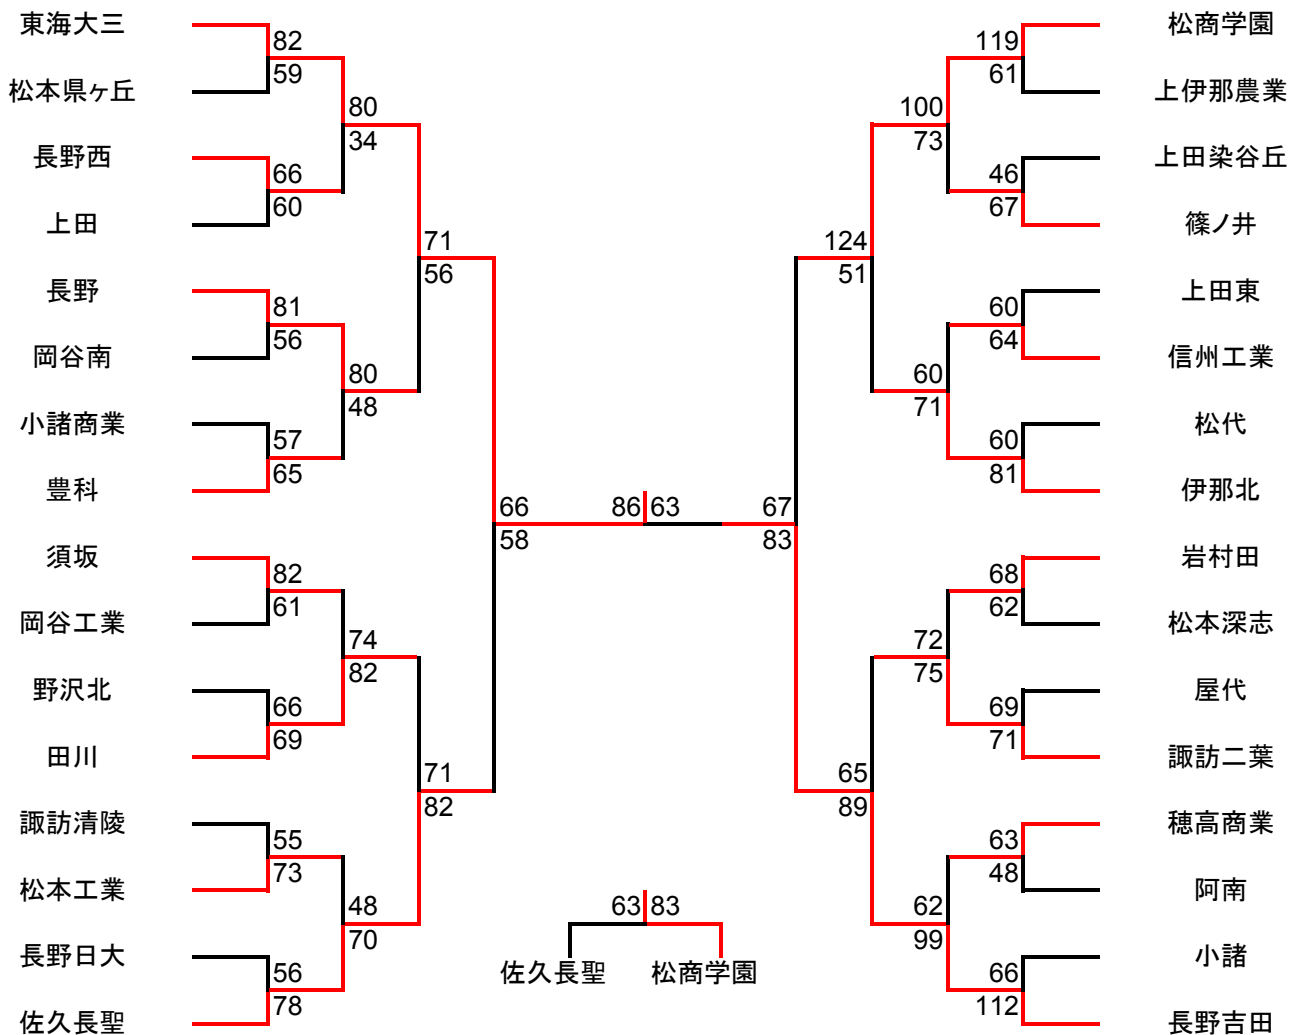 東海大三
82
59
松本県ヶ丘
80
34
長野西
66
60
上田
71
56
長野
81
56
岡谷南
80
48
小諸商業
57
65
豊科
66
58
須坂
82
61
岡谷工業
74
82
野沢北
66
69
田川
71
82
諏訪清陵
55
73
松本工業
48
70
長野日大
56
78
佐久長聖
86 63
63 83
佐久長聖 松商学園
松商学園
119
61
上伊那農業
100
73
上田染谷丘
46
67
篠ノ井
124
51
上田東
60
64
信州工業
60
71
松代
60
81
伊那北
67
83
岩村田
68
62
松本深志
72
75
屋代
69
71
諏訪二葉
65
89
穂高商業
63
48
阿南
62
99
小諸
66
112
長野吉田